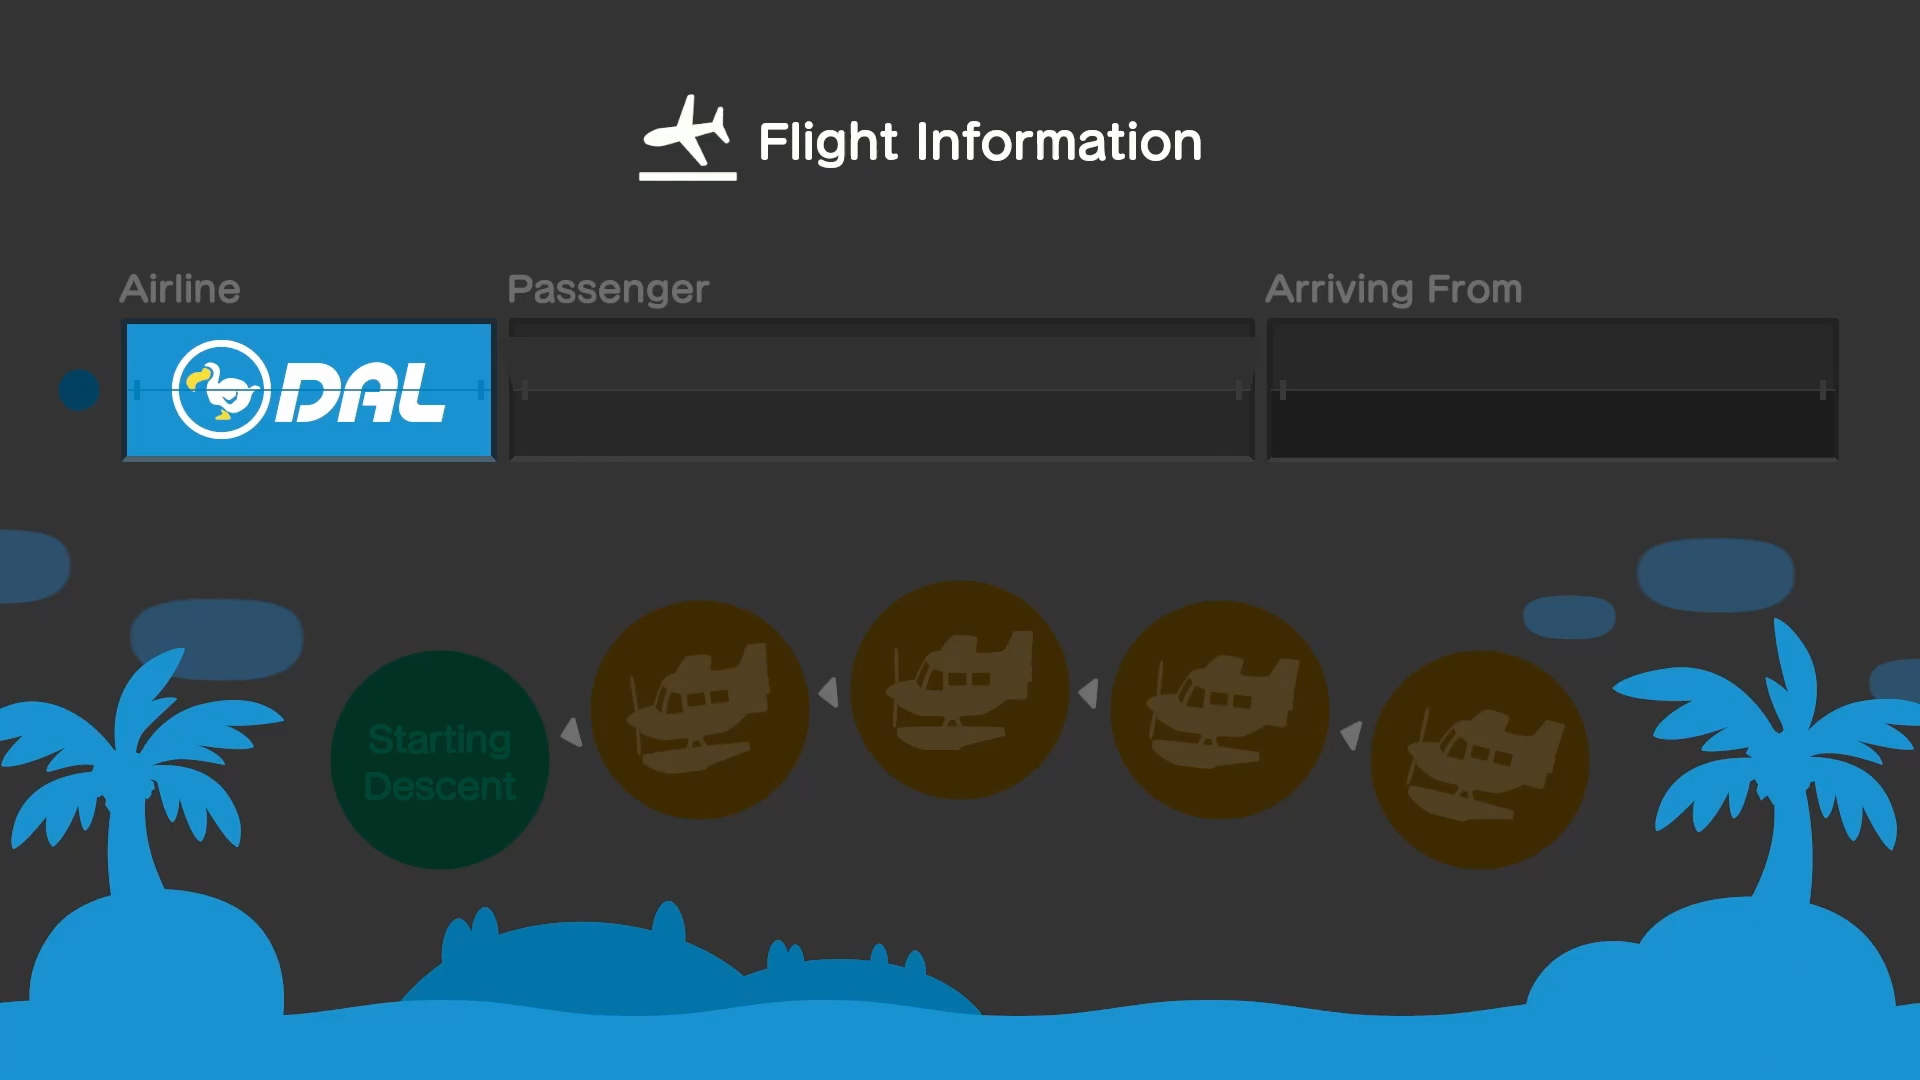 Flight Information
Airline
Passenger
Arriving From
DAL
Starting
Descent